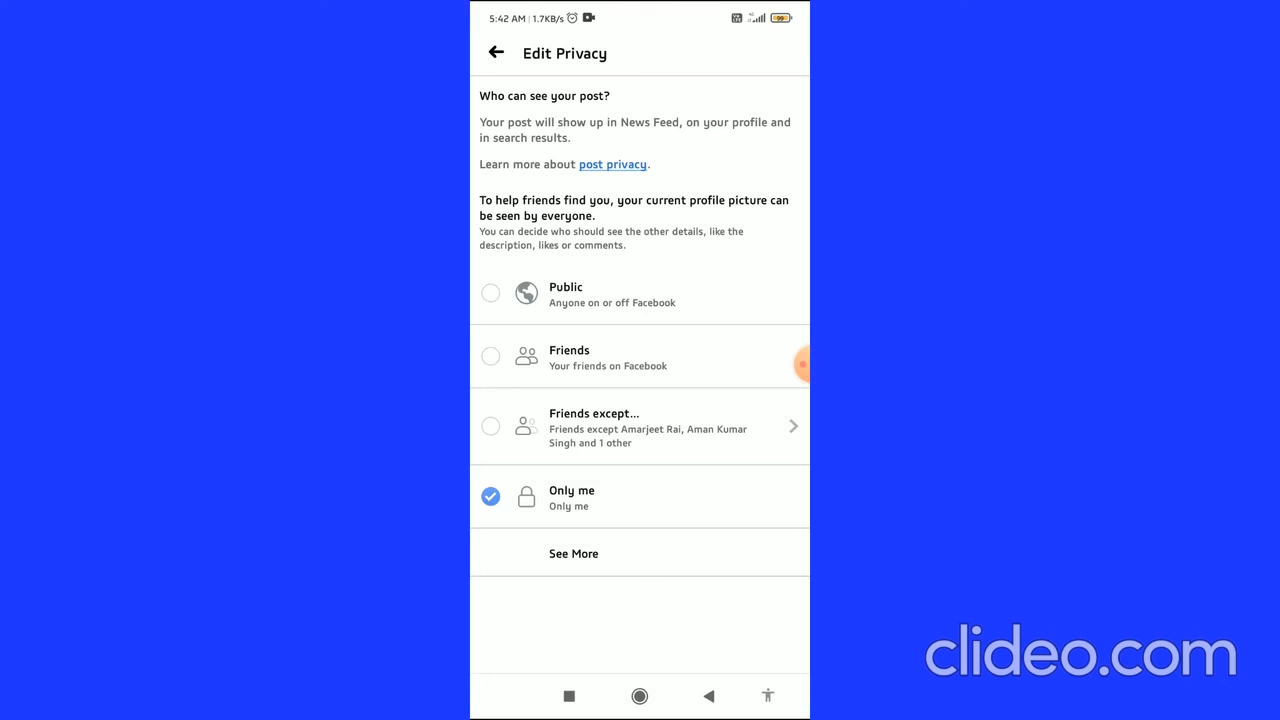 5:42 AM | 1.7KB/s
99
Edit Privacy
Who can see your post?
Your post will show up in News Feed, on your profile and
in search results.
Learn more about post privacy.
To help friends find you, your current profile picture can
be seen by everyone.
You can decide who should see the other details, like the
description, likes or comments.
Public
Anyone on or off Facebook
Friends
Your friends on Facebook
Friends except...
Friends except Amarjeet Rai, Aman Kumar
Singh and 1 other
Only me
Only me
See More
clideo.com